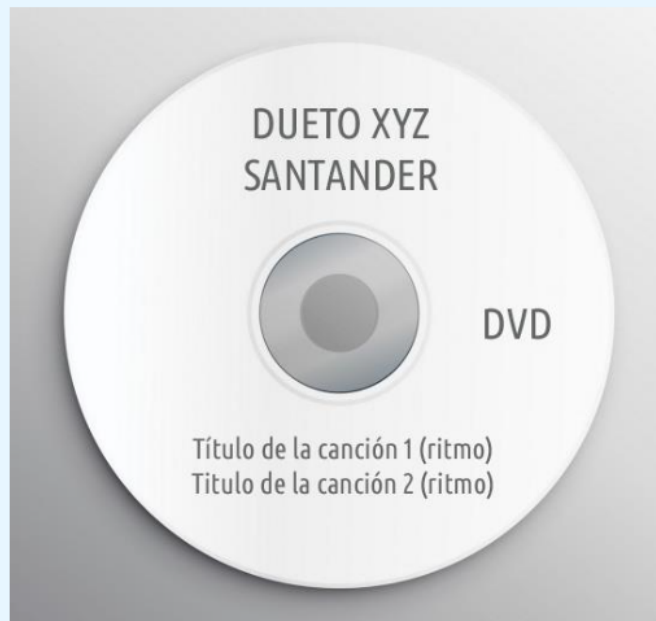 DUETO XYZ
SANTANDER
DVD
Título de la canción 1 (ritmo)
Titulo de la canción 2 (ritmo)